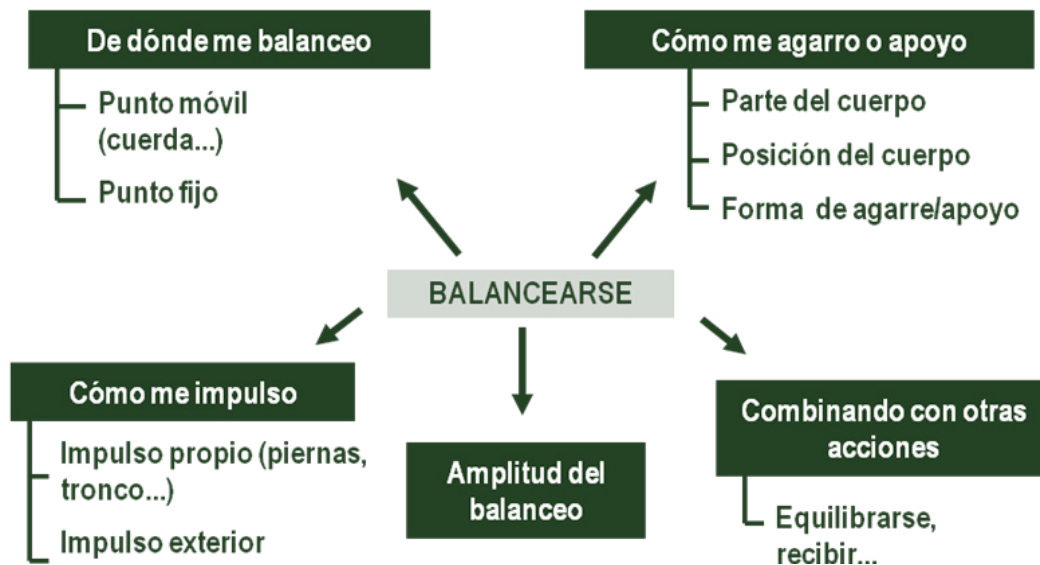 De dónde me balanceo
Punto móvil
(cuerda...)
Punto fijo
Cómo me agarro o apoyo
Parte del cuerpo
Posición del cuerpo
Forma de agarre/apoyo
BALANCEARSE
Cómo me impulso
Impulso propio (piernas,
tronco...)
Impulso exterior
Amplitud del
balanceo
Combinando con otras
acciones
Equilibrarse,
recibir...